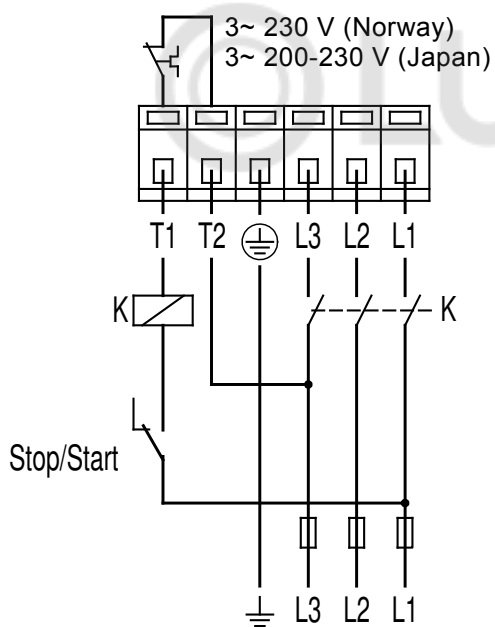 3~ 230 V (Norway)
3~ 200-230 V (Japan)
T1 T2 L3 L2 L1
K K
Stop/Start
L3 L2 L1